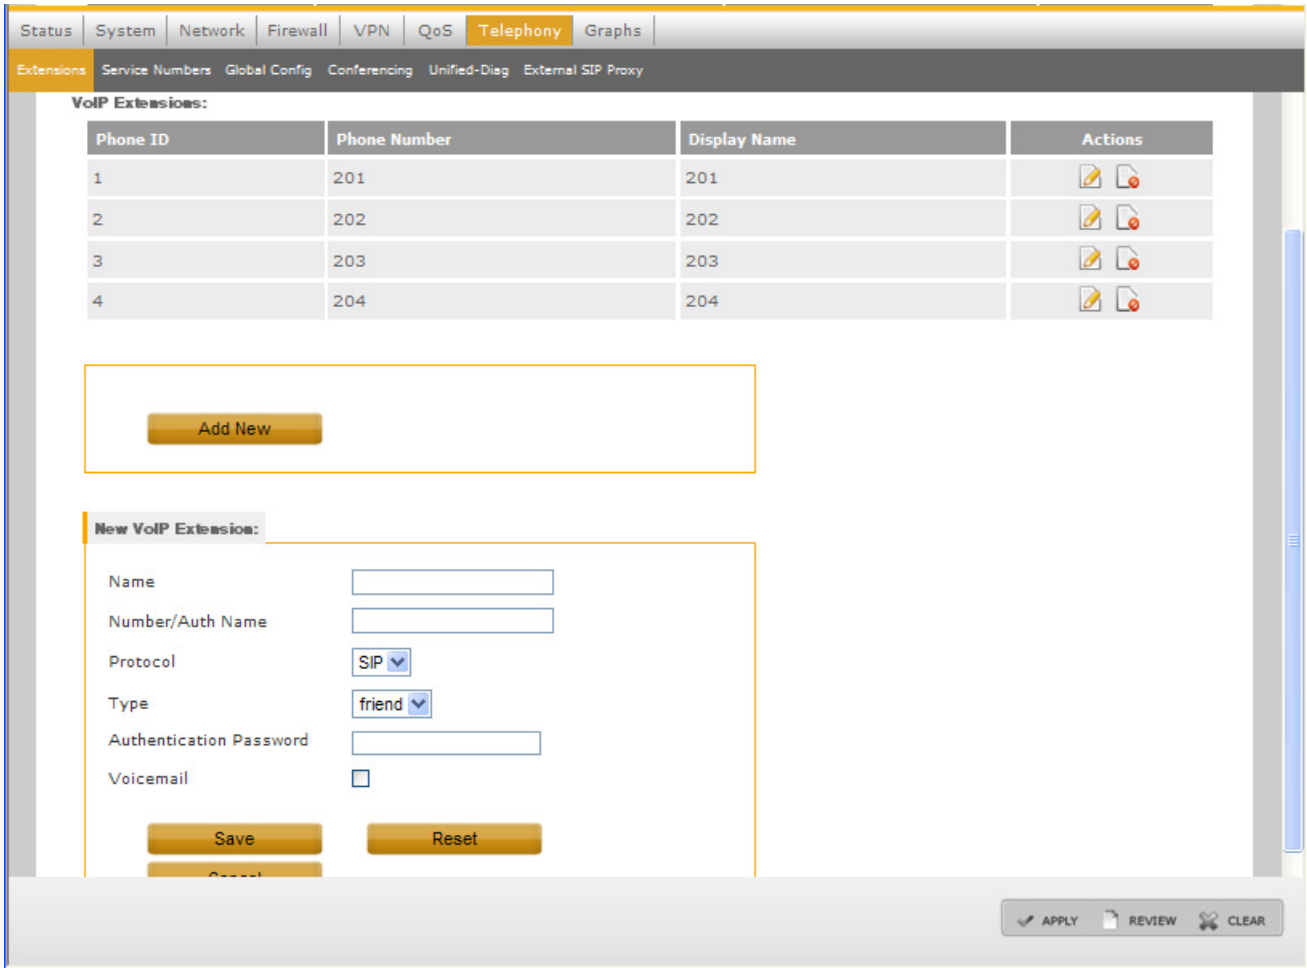 Status System Network Firewall VPN QoS Telephony Graphs
Extensions Service Numbers Global Config Conferencing Unified-Diag External SIP Proxy
VoIP Extensions:
Phone ID Phone Number Display Name Actions
1 201 201
2 202 202
3 203 203
4 204 204
Add New
New VoIP Extension:
Name
Number/Auth Name
Protocol SIP
Type friend
Authentication Password
Voicemail
Save Reset
Cancel
APPLY REVIEW CLEAR